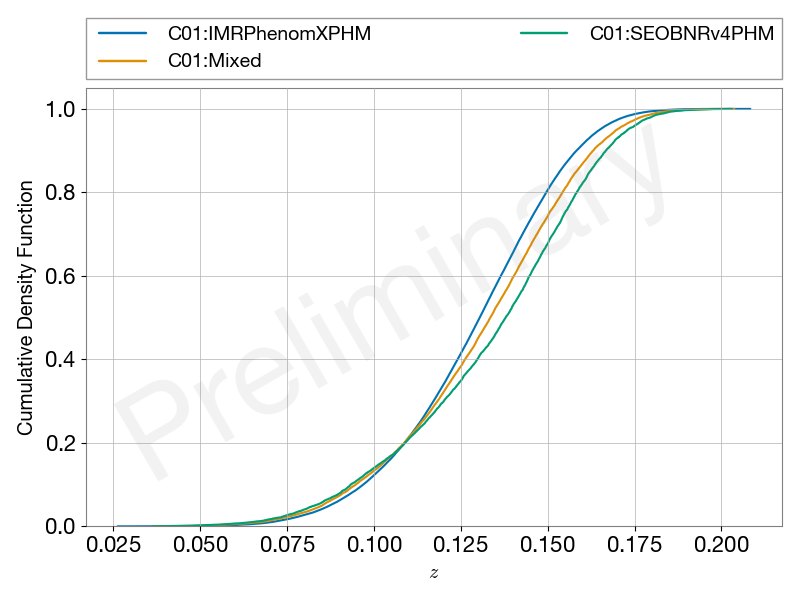 C01:IMRPhenomXPHM
C01:Mixed
C01:SEOBNRv4PHM
Preliminary
Cumulative Density Function
1.0
0.8
0.6
0.4
0.2
0.0
0.025 0.050 0.075 0.100 0.125 0.150 0.175 0.200
z